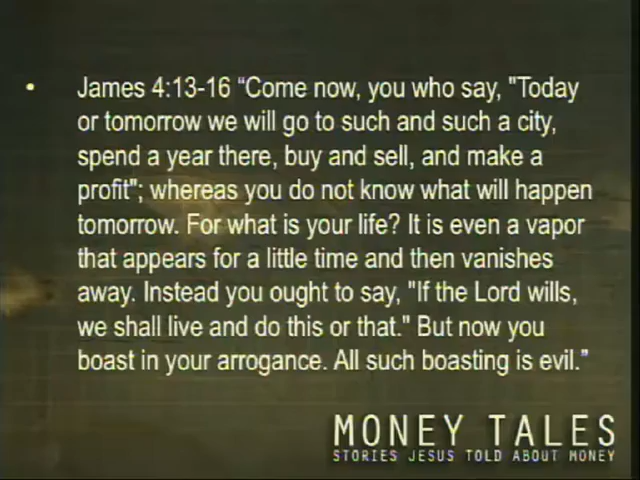 • James 4:13-16 “Come now, you who say, "Today
or tomorrow we will go to such and such a city,
spend a year there, buy and sell, and make a
profit"; whereas you do not know what will happen
tomorrow. For what is your life? It is even a vapor
that appears for a little time and then vanishes
away. Instead you ought to say, "If the Lord wills,
we shall live and do this or that." But now you
boast in your arrogance. All such boasting is evil.”
MONEY TALES
STORIES JESUS TOLD ABOUT MONEY